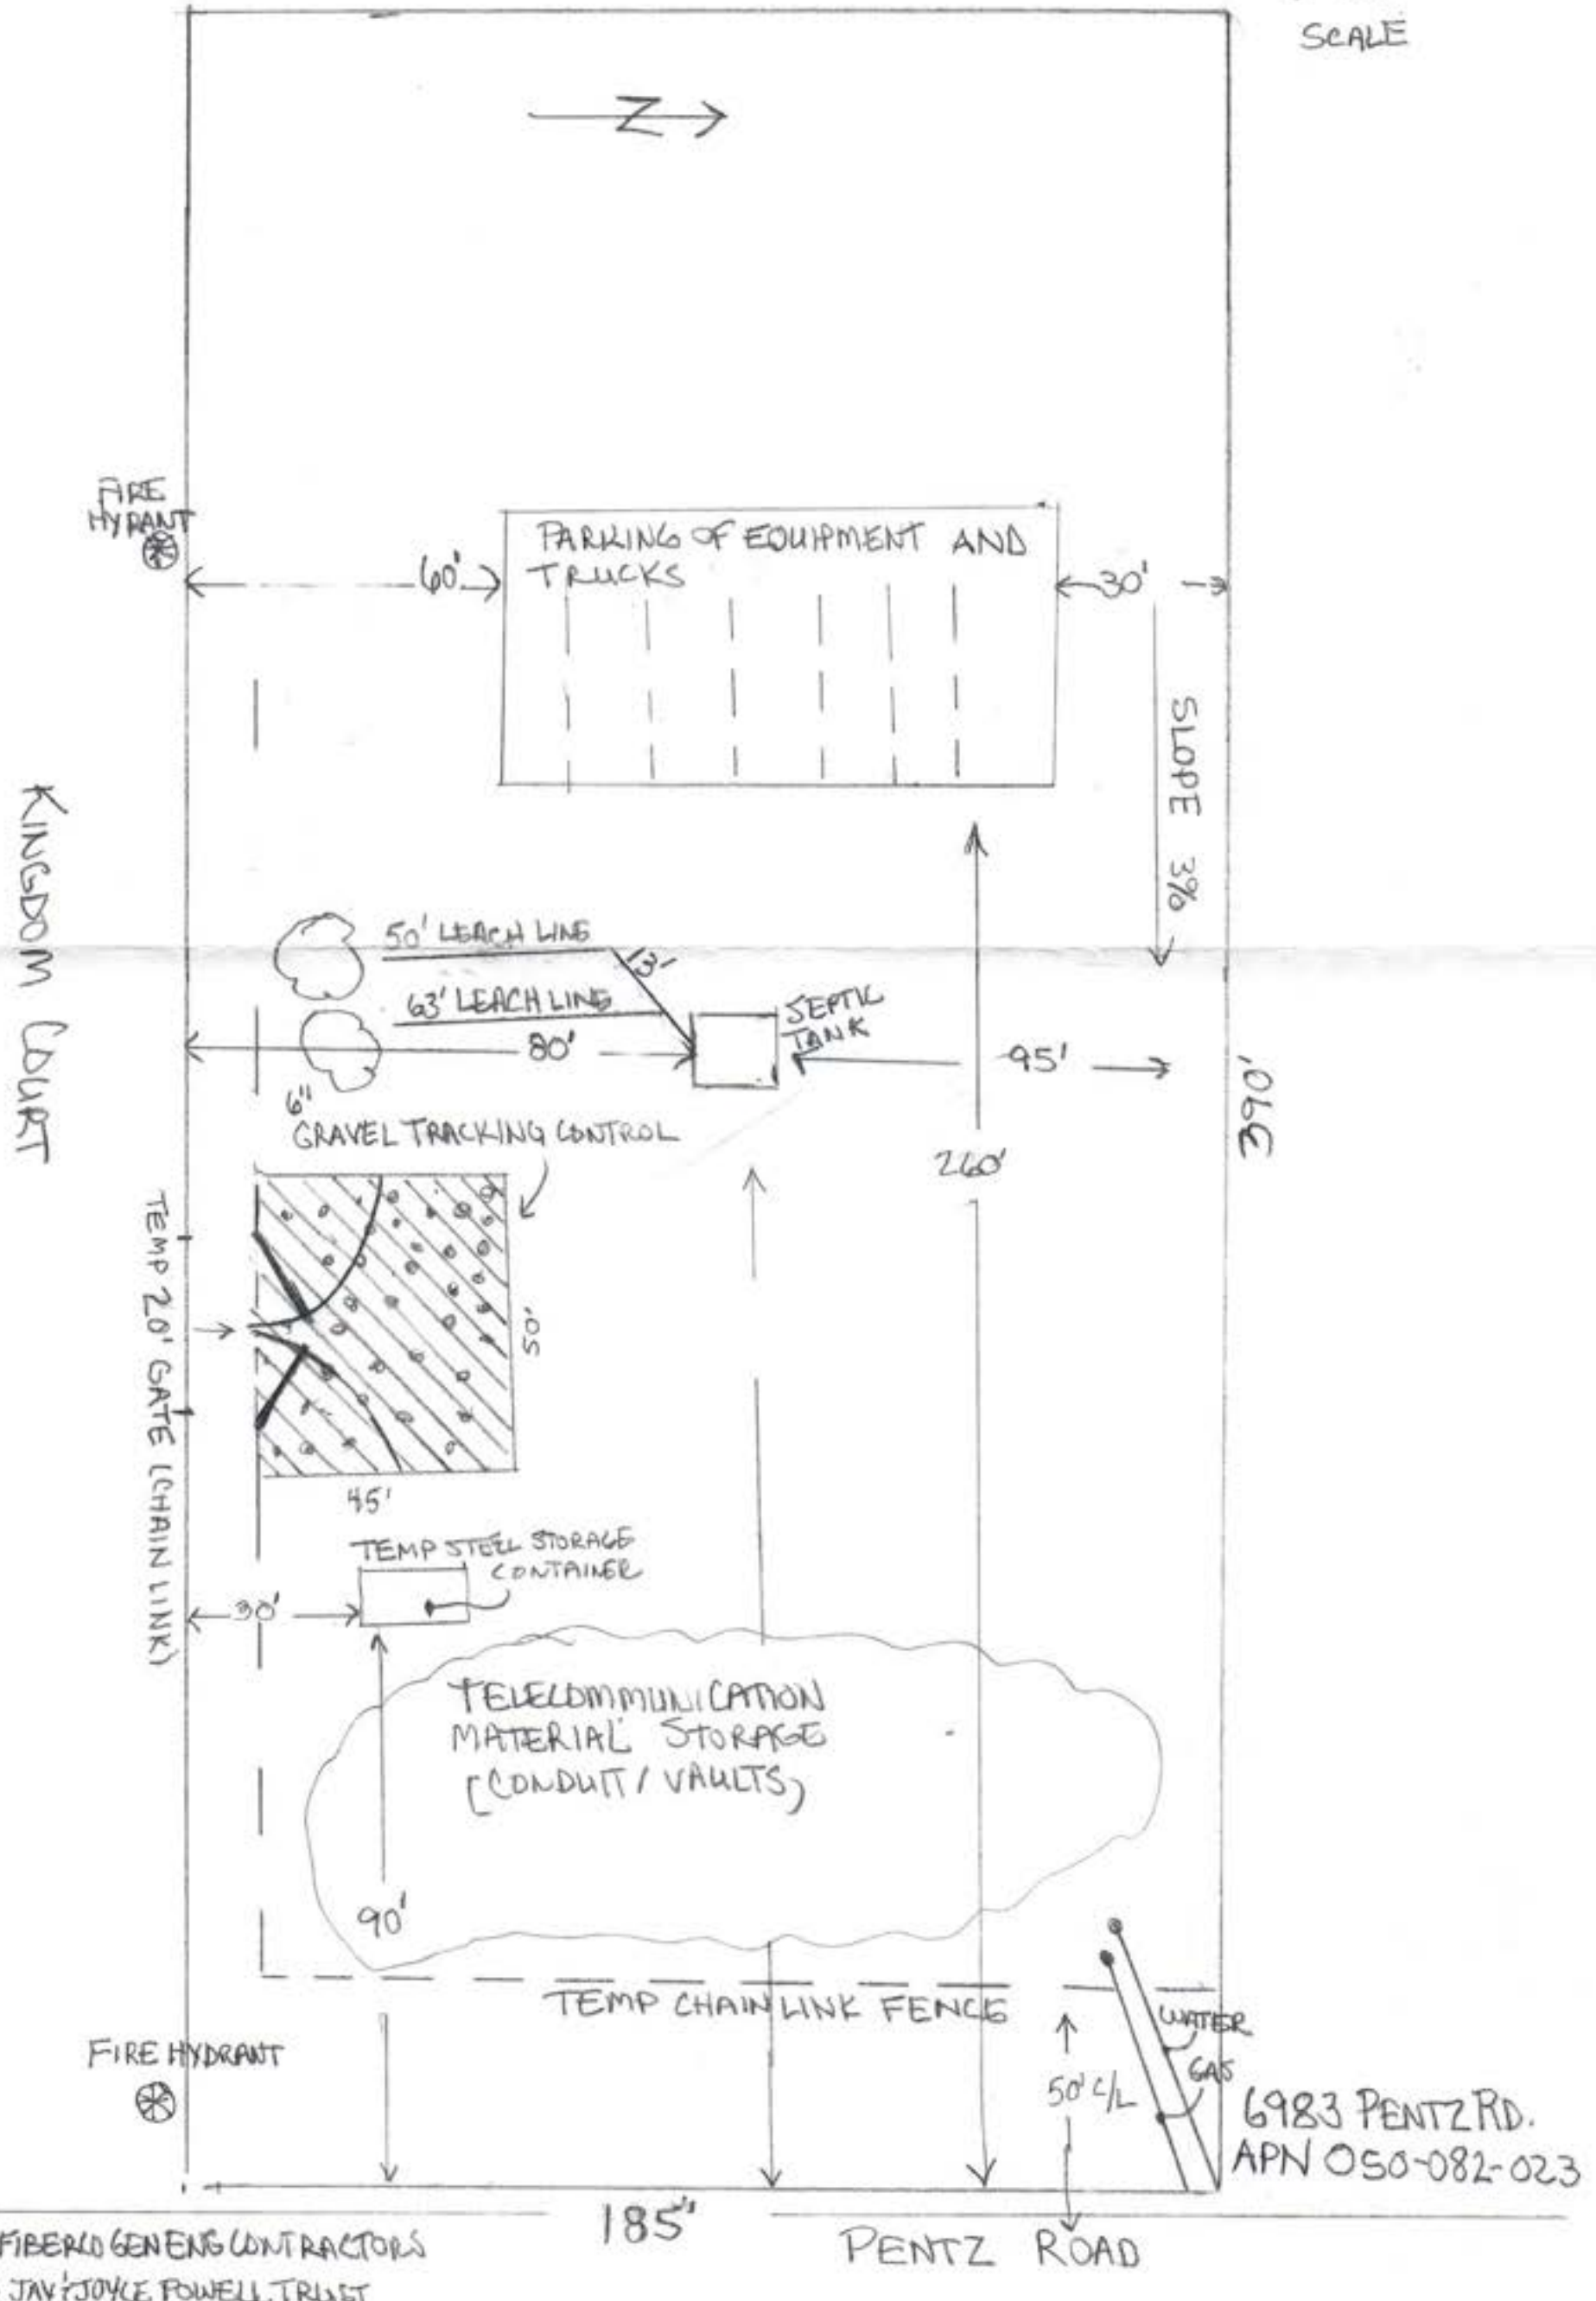 SCALE
N
FIRE
HYRANT
PARKING OF EQUIPMENT AND
TRUCKS
60'
30'
SLOPE 3%
KINGDOM COURT
50' LEACH LINE
13'
63' LEACH LINE
SEPTIC
TANK
80'
95'
390'
6"
GRAVEL TRACKING CONTROL
260'
50'
TEMP 20' GATE (CHAIN LINK)
45'
TEMP STEEL STORAGE
CONTAINER
30'
TELECOMMUNICATION
MATERIAL STORAGE
(CONDUIT / VAULTS)
90'
TEMP CHAIN LINK FENCE
WATER
GAS
FIRE HYDRANT
50' C/L
6983 PENTZ RD.
APN 050-082-023
185'
PENTZ ROAD
FIBERCO GEN ENG CONTRACTORS
JAY & JOYCE POWELL TRUST